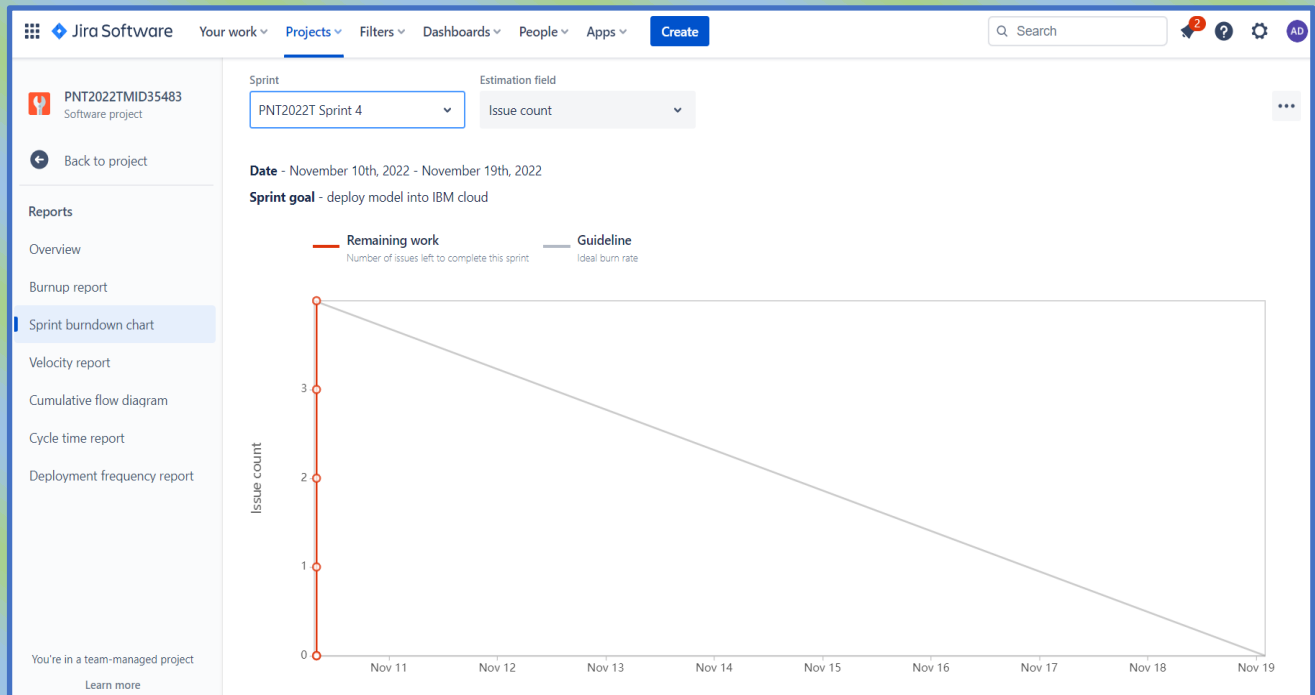 Jira Software
Your work
Projects
Filters
Dashboards
People
Apps
Create
Search
2
AD
PNT2022TMID35483
Software project
Back to project
Reports
Overview
Burnup report
Sprint burndown chart
Velocity report
Cumulative flow diagram
Cycle time report
Deployment frequency report
You're in a team-managed project
Learn more
Sprint
Estimation field
PNT2022T Sprint 4
Issue count
Date - November 10th, 2022 - November 19th, 2022
Sprint goal - deploy model into IBM cloud
Remaining work
Number of issues left to complete this sprint
Guideline
Ideal burn rate
Issue count
3
2
1
0
Nov 11
Nov 12
Nov 13
Nov 14
Nov 15
Nov 16
Nov 17
Nov 18
Nov 19